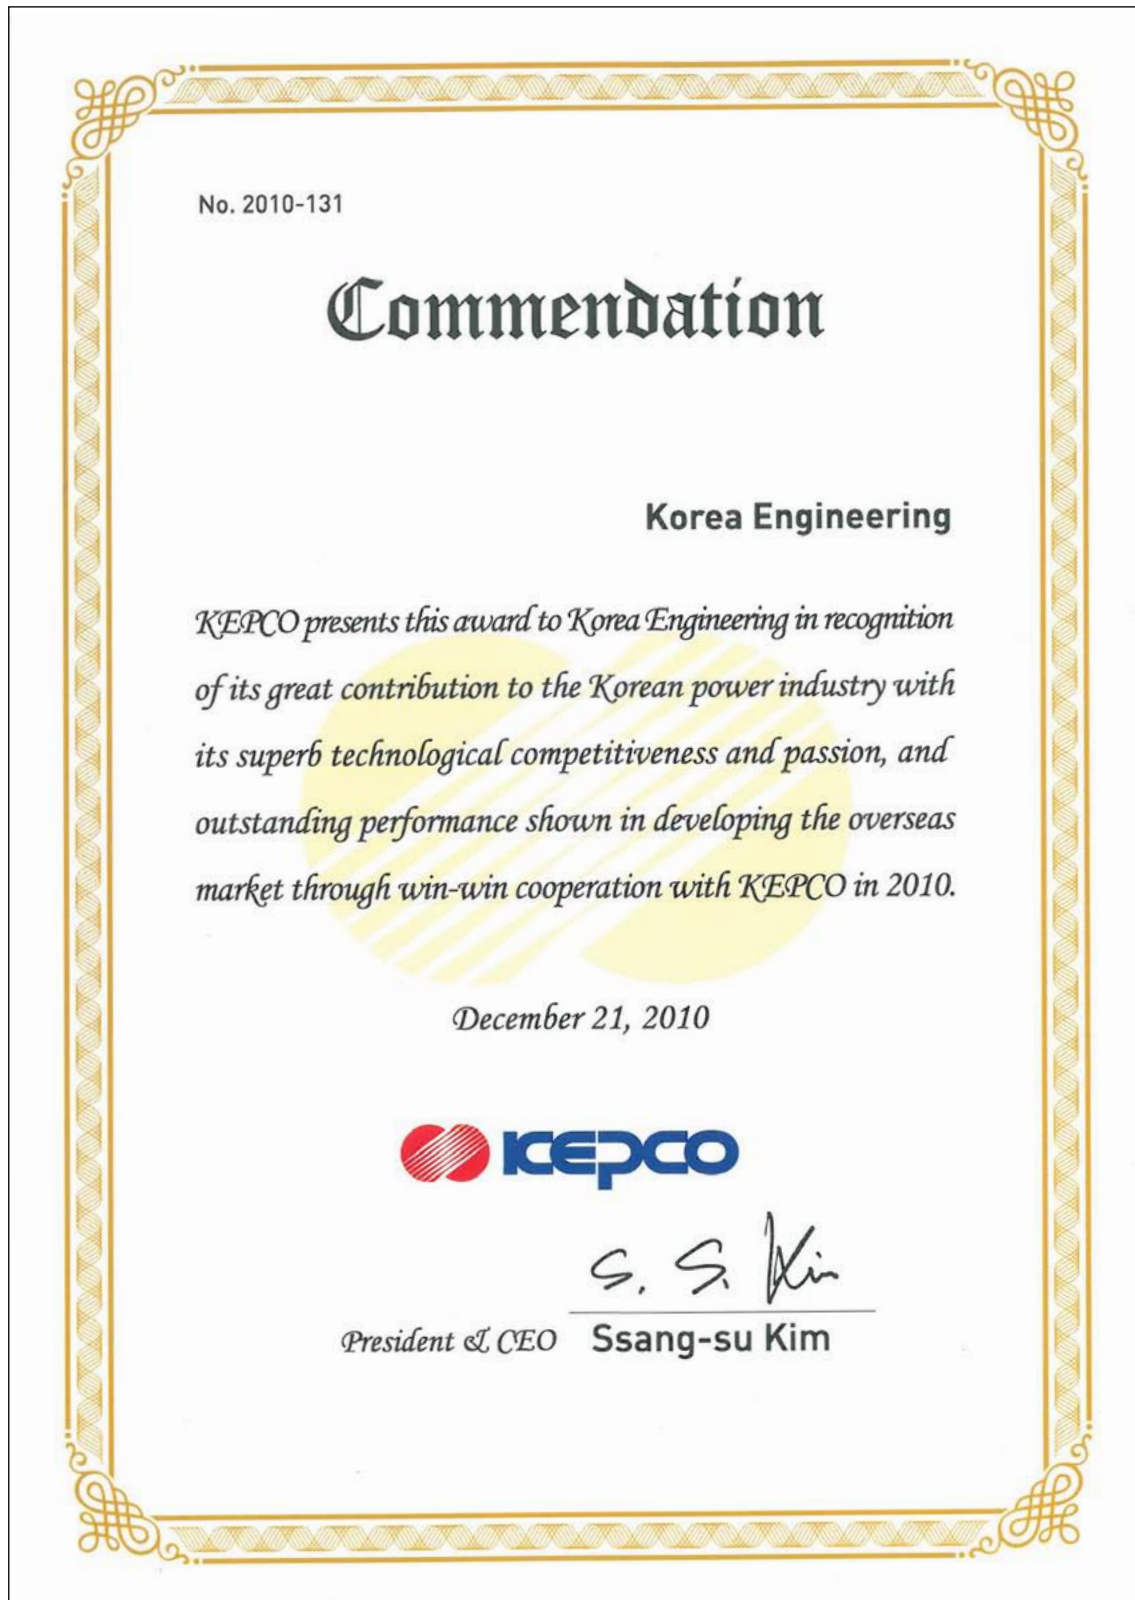 No. 2010-131
Commendation
Korea Engineering
KEPCO presents this award to Korea Engineering in recognition
of its great contribution to the Korean power industry with
its superb technological competitiveness and passion, and
outstanding performance shown in developing the overseas
market through win-win cooperation with KEPCO in 2010.
December 21, 2010
KEPCO
S. S. Kim
President & CEO Ssang-su Kim